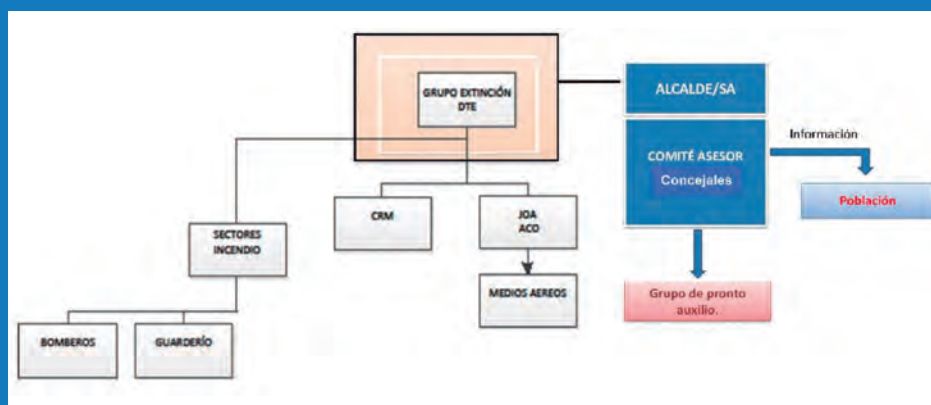 GRUPO EXTINCIÓN
DTE
ALCALDE/SA
COMITÉ ASESOR
Concejales
Información
Población
Grupo de pronto
auxilio.
CRM
JOA
ACO
SECTORES
INCENDIO
MEDIOS AEREOS
BOMBEROS
GUARDERÍO